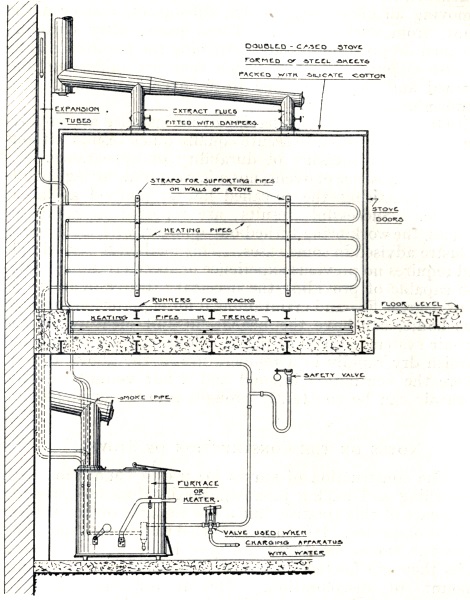 DOUBLED-CASED STOVE
FORMED OF STEEL SHEETS
PACKED WITH SILICATE COTTON.
EXPANSION
TUBES
EXTRACT FLUES
FITTED WITH DAMPERS.
STRAPS FOR SUPPORTING PIPES
ON WALLS OF STOVE
STOVE
DOORS
HEATING PIPES
RUNNERS FOR RACKS
FLOOR LEVEL
HEATING PIPES IN TRENCH.
SAFETY VALVE
SMOKE PIPE.
FURNACE
OR
HEATER.
VALVE USED WHEN
CHARGING APPARATUS
WITH WATER